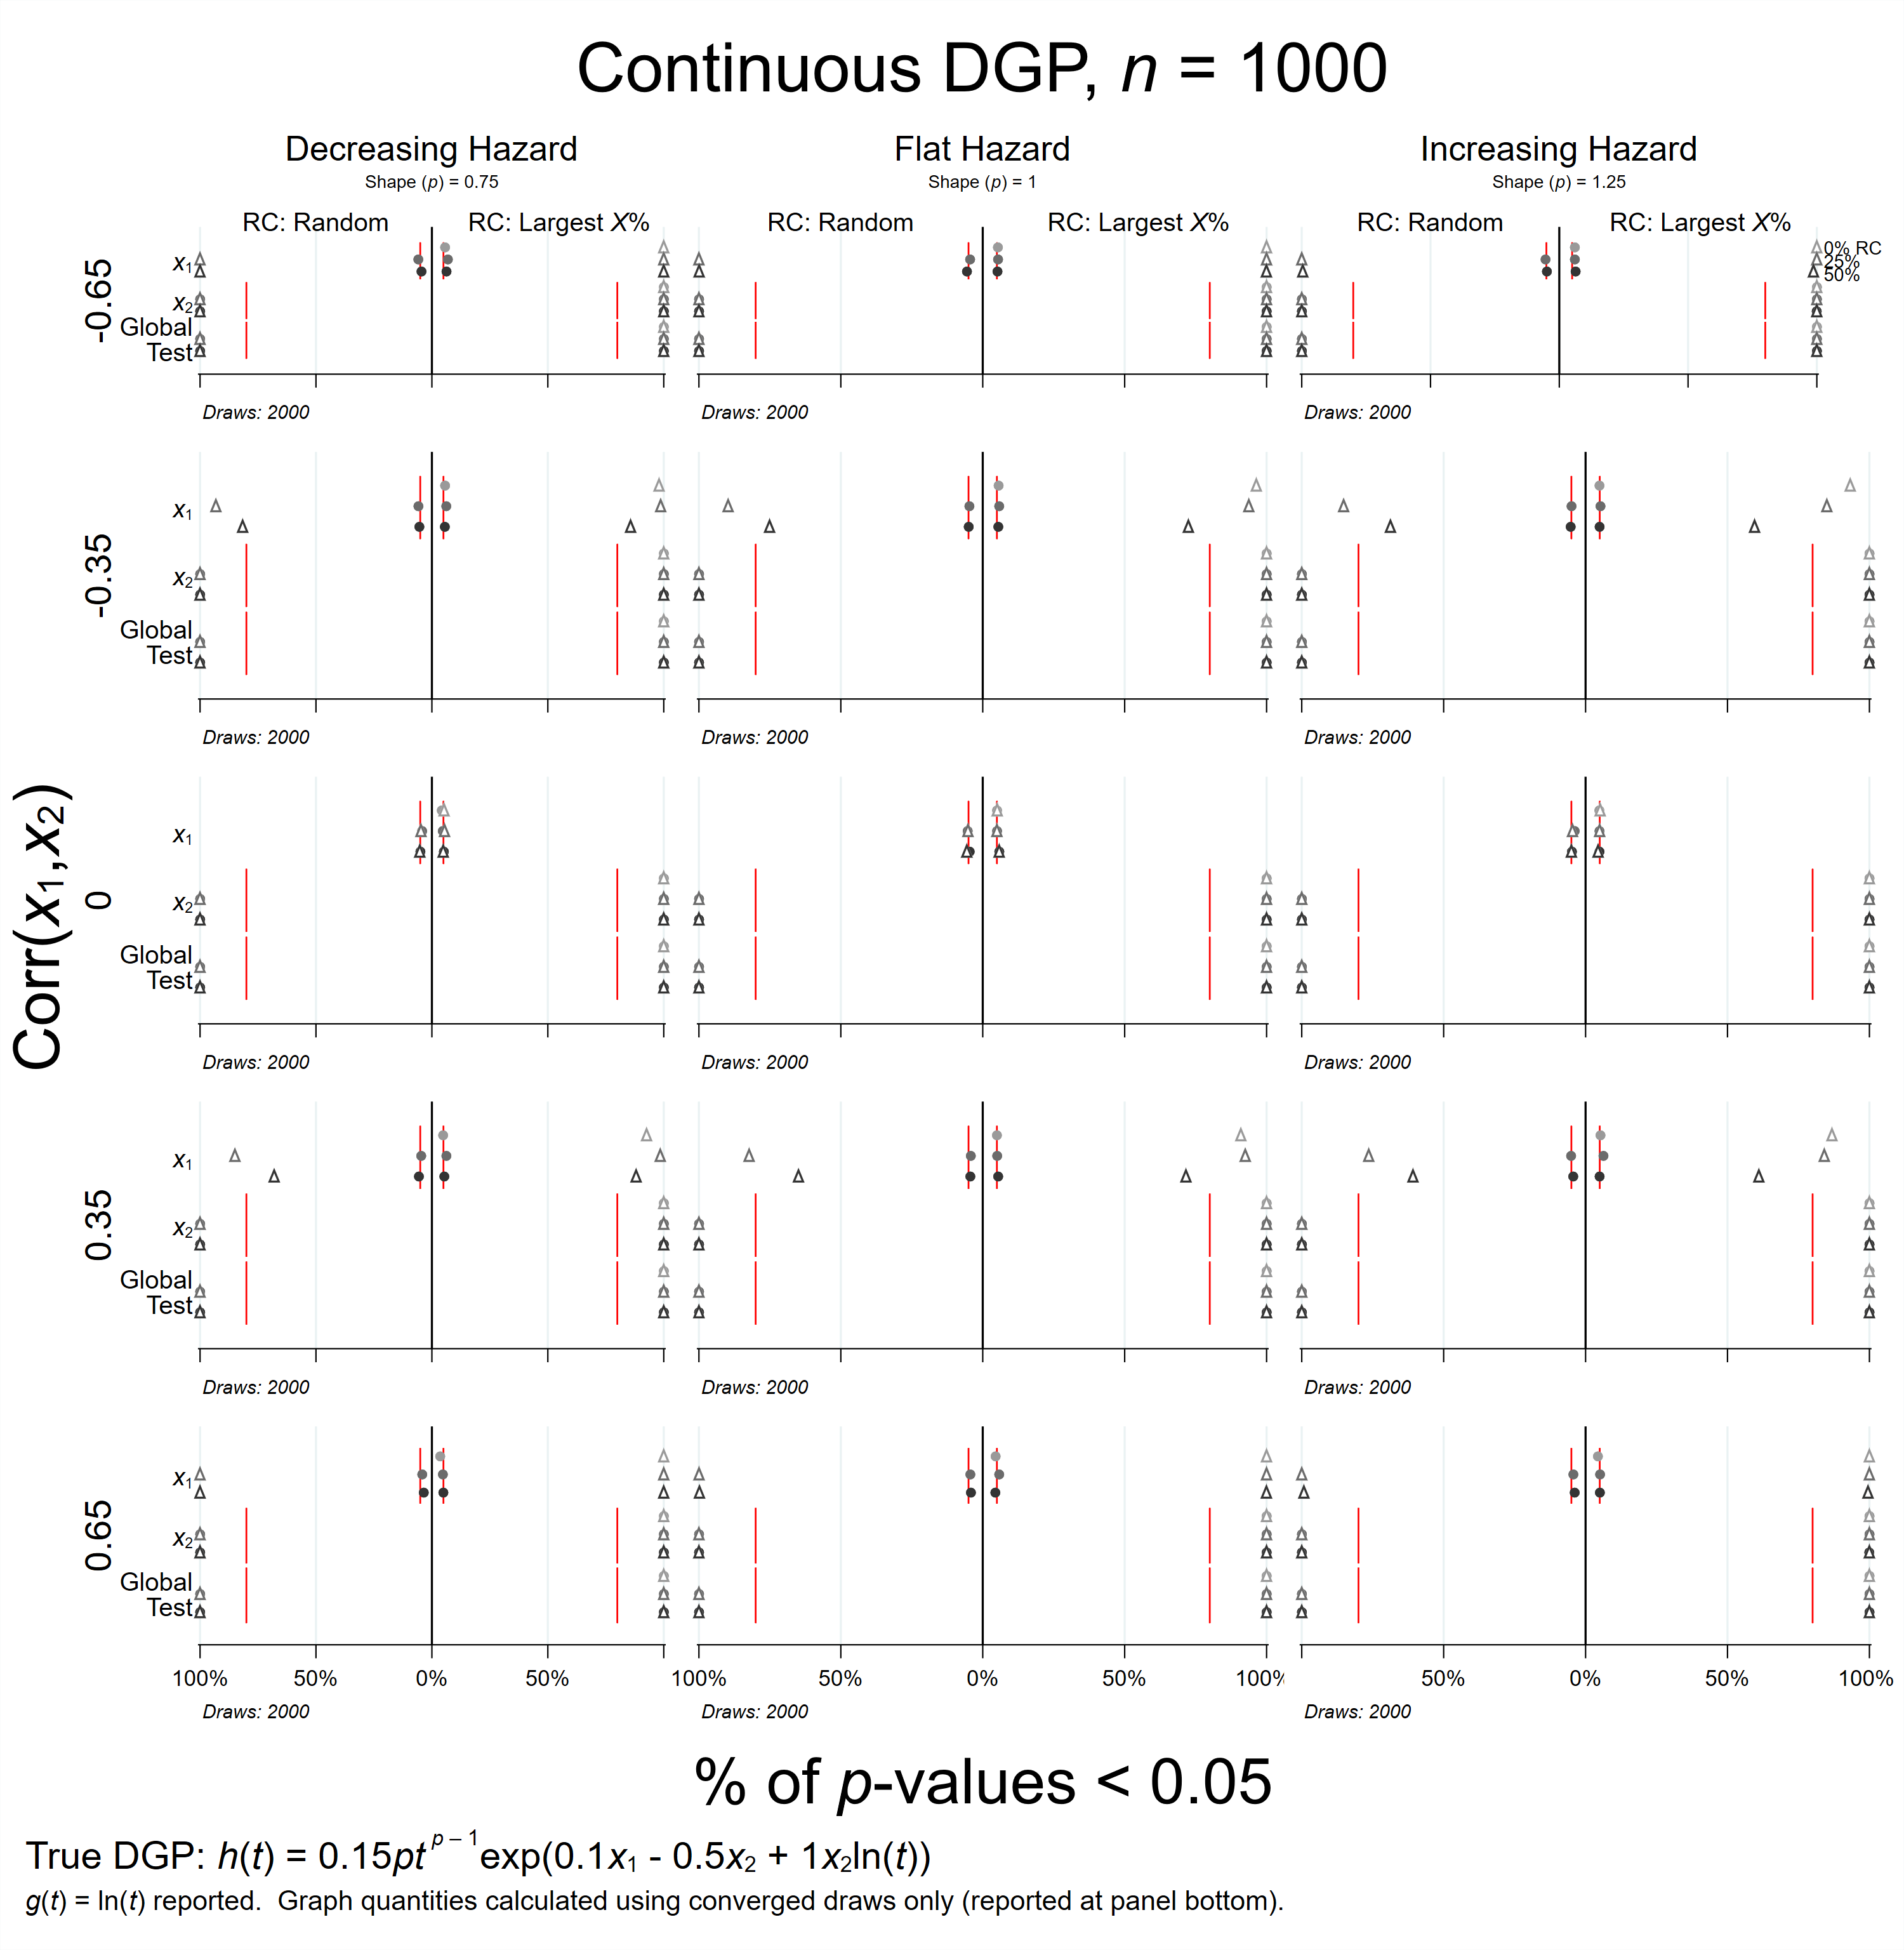 Continuous DGP, n = 1000
Decreasing Hazard Flat Hazard Increasing Hazard
Shape (p) = 0.75 Shape (p) = 1 Shape (p) = 1.25
RC: Random RC: Largest X% RC: Random RC: Largest X% RC: Random RC: Largest X%
0% RC
25%
50%
-0.65
x₁
x₂
Global
Test
Draws: 2000 Draws: 2000 Draws: 2000
-0.35
x₁
x₂
Global
Test
Draws: 2000 Draws: 2000 Draws: 2000
Corr(x₁,x₂)
0
x₁
x₂
Global
Test
Draws: 2000 Draws: 2000 Draws: 2000
0.35
x₁
x₂
Global
Test
Draws: 2000 Draws: 2000 Draws: 2000
0.65
x₁
x₂
Global
Test
100% 50% 0% 50% 100% 50% 0% 50% 100% 50% 0% 50% 100%
Draws: 2000 Draws: 2000 Draws: 2000
% of p-values < 0.05
True DGP: h(t) = 0.15pt^(p – 1) exp(0.1x₁ - 0.5x₂ + 1x₂ln(t))
g(t) = ln(t) reported. Graph quantities calculated using converged draws only (reported at panel bottom).